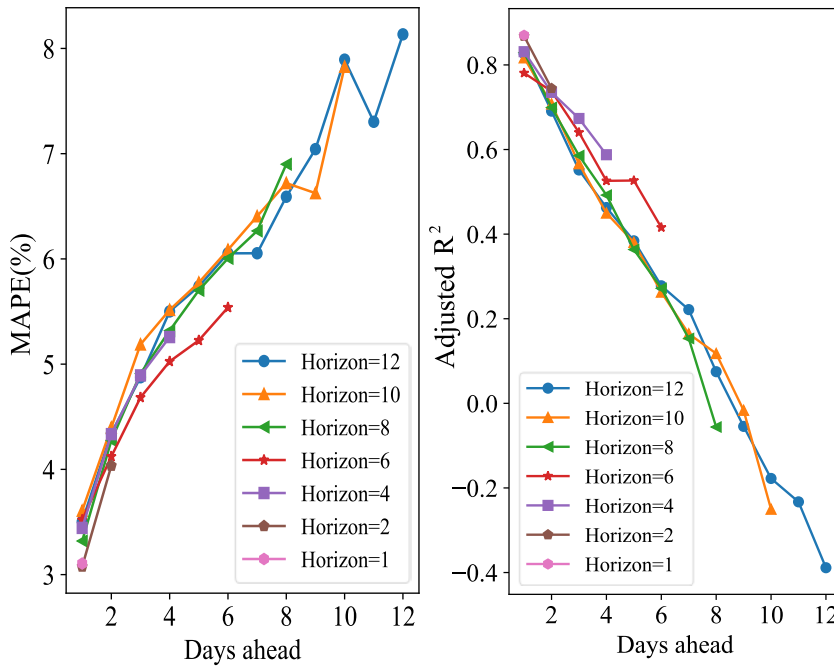 MAPE(%)
8
7
6
5
4
3
Horizon=12
Horizon=10
Horizon=8
Horizon=6
Horizon=4
Horizon=2
Horizon=1
2 4 6 8 10 12
Days ahead
Adjusted R²
0.8
0.6
0.4
0.2
0.0
−0.2
−0.4
Horizon=12
Horizon=10
Horizon=8
Horizon=6
Horizon=4
Horizon=2
Horizon=1
2 4 6 8 10 12
Days ahead